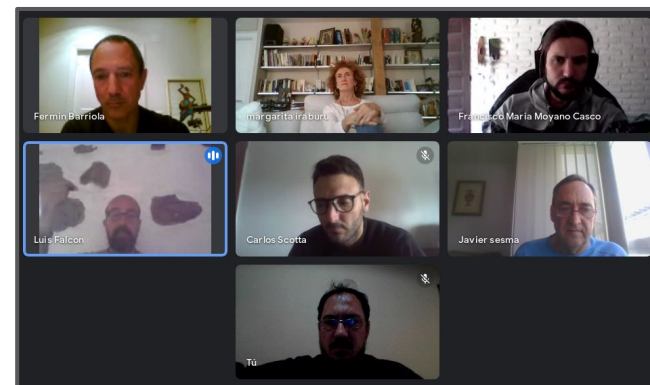 Fermin Barriola
margarita iraburu
Francisco Maria Moyano Casco
Luis Falcon
Carlos Scotta
Javier sesma
Tú